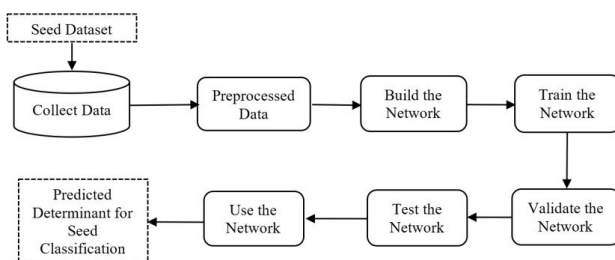 Seed Dataset
Collect Data
Preprocessed
Data
Build the
Network
Train the
Network
Validate the
Network
Test the
Network
Use the
Network
Predicted
Determinant for
Seed
Classification